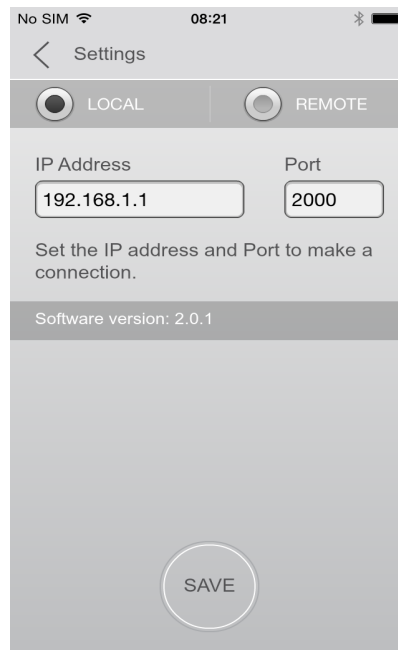 No SIM 08:21
Settings
LOCAL REMOTE
IP Address Port
192.168.1.1 2000
Set the IP address and Port to make a
connection.
Software version: 2.0.1
SAVE